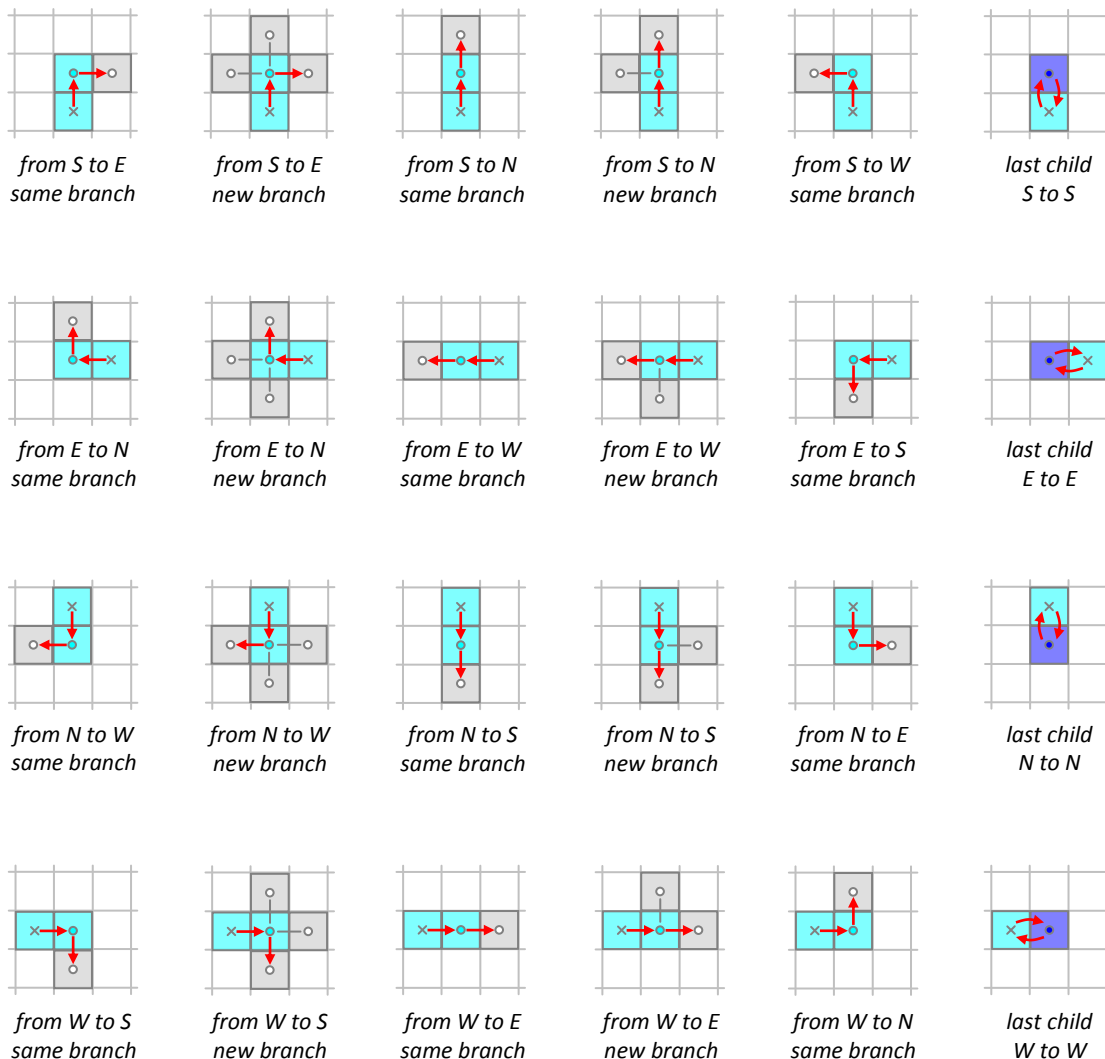 from S to E
same branch
from S to E
new branch
from S to N
same branch
from S to N
new branch
from S to W
same branch
last child
S to S
from E to N
same branch
from E to N
new branch
from E to W
same branch
from E to W
new branch
from E to S
same branch
last child
E to E
from N to W
same branch
from N to W
new branch
from N to S
same branch
from N to S
new branch
from N to E
same branch
last child
N to N
from W to S
same branch
from W to S
new branch
from W to E
same branch
from W to E
new branch
from W to N
same branch
last child
W to W